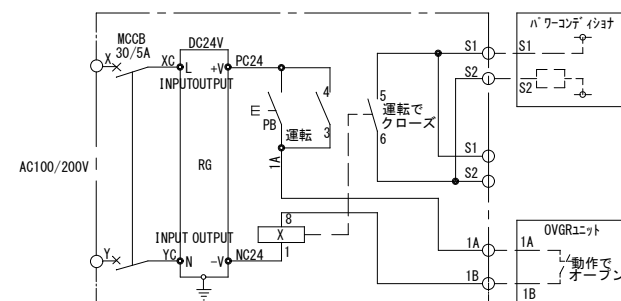 MCCB
30/5A
DC24V
X
XC
L
+V
PC24
INPUT
OUTPUT
PB
運転
4
3
1A
5
運転で
クローズ
6
S1
S2
S1
S2
パワーコンディショナ
S1
S2
AC100/200V
RG
INPUT
OUTPUT
Y
YC
N
-V
NC24
8
X
1
1A
1B
OVGRユニット
1A
動作で
オープン
1B